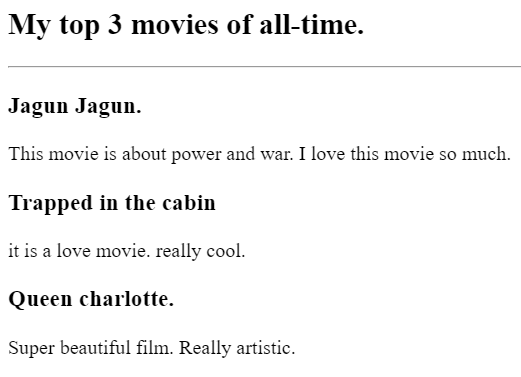 My top 3 movies of all-time.
Jagun Jagun.
This movie is about power and war. I love this movie so much.
Trapped in the cabin
it is a love movie. really cool.
Queen charlotte.
Super beautiful film. Really artistic.